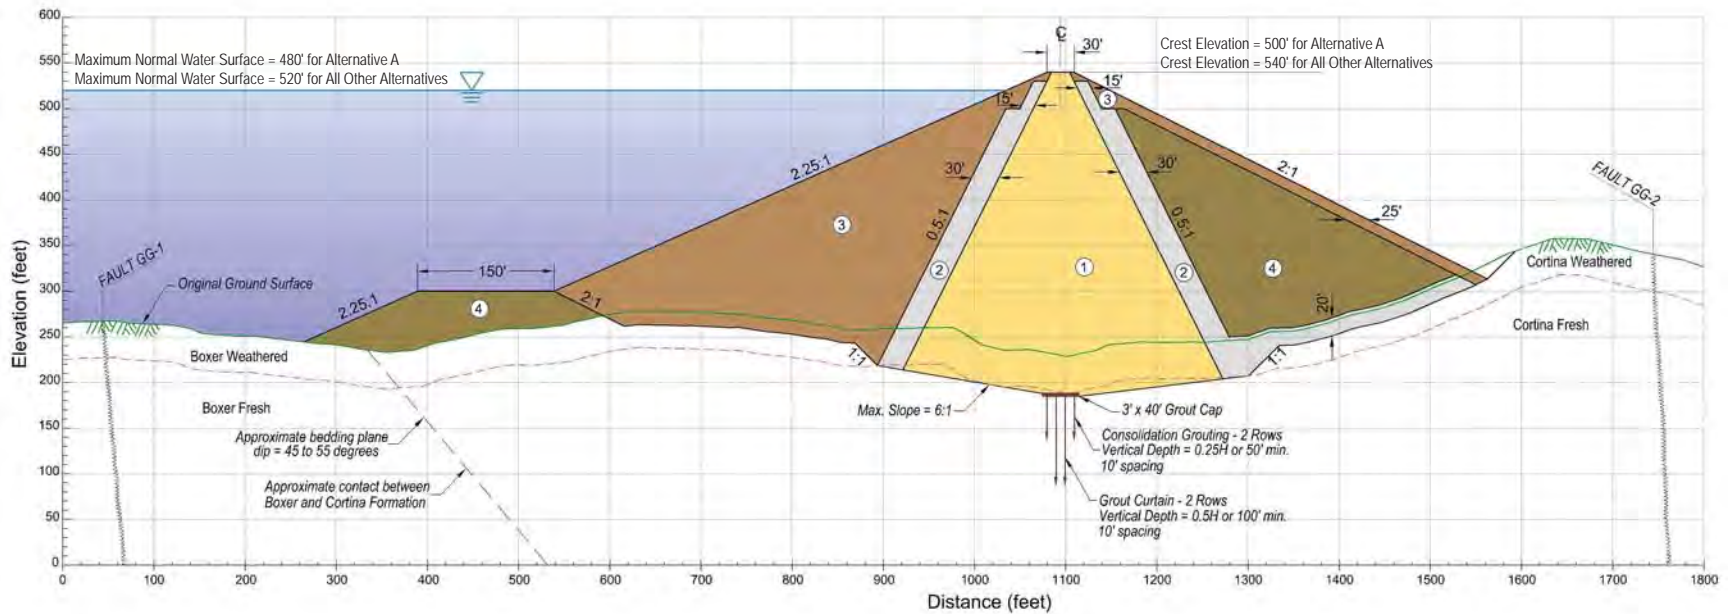 600
550
500
450
400
350
300
250
200
150
100
50
0
Elevation (feet)
Maximum Normal Water Surface = 480' for Alternative A
Maximum Normal Water Surface = 520' for All Other Alternatives
℄
30'
Crest Elevation = 500' for Alternative A
Crest Elevation = 540' for All Other Alternatives
15'
15'
3
2.25:1
30'
30'
2:1
FAULT GG-2
25'
3
0.5:1
0.5:1
FAULT GG-1
Original Ground Surface
150'
2.25:1
4
2:1
2
1
2
4
20'
Cortina Weathered
Cortina Fresh
Boxer Weathered
1:1
1:1
Boxer Fresh
Max. Slope = 6:1
3' x 40' Grout Cap
Approximate bedding plane
dip = 45 to 55 degrees
Consolidation Grouting - 2 Rows
Vertical Depth = 0.25H or 50' min.
10' spacing
Approximate contact between
Boxer and Cortina Formation
Grout Curtain - 2 Rows
Vertical Depth = 0.5H or 100' min.
10' spacing
0 100 200 300 400 500 600 700 800 900 1000 1100 1200 1300 1400 1500 1600 1700 1800
Distance (feet)